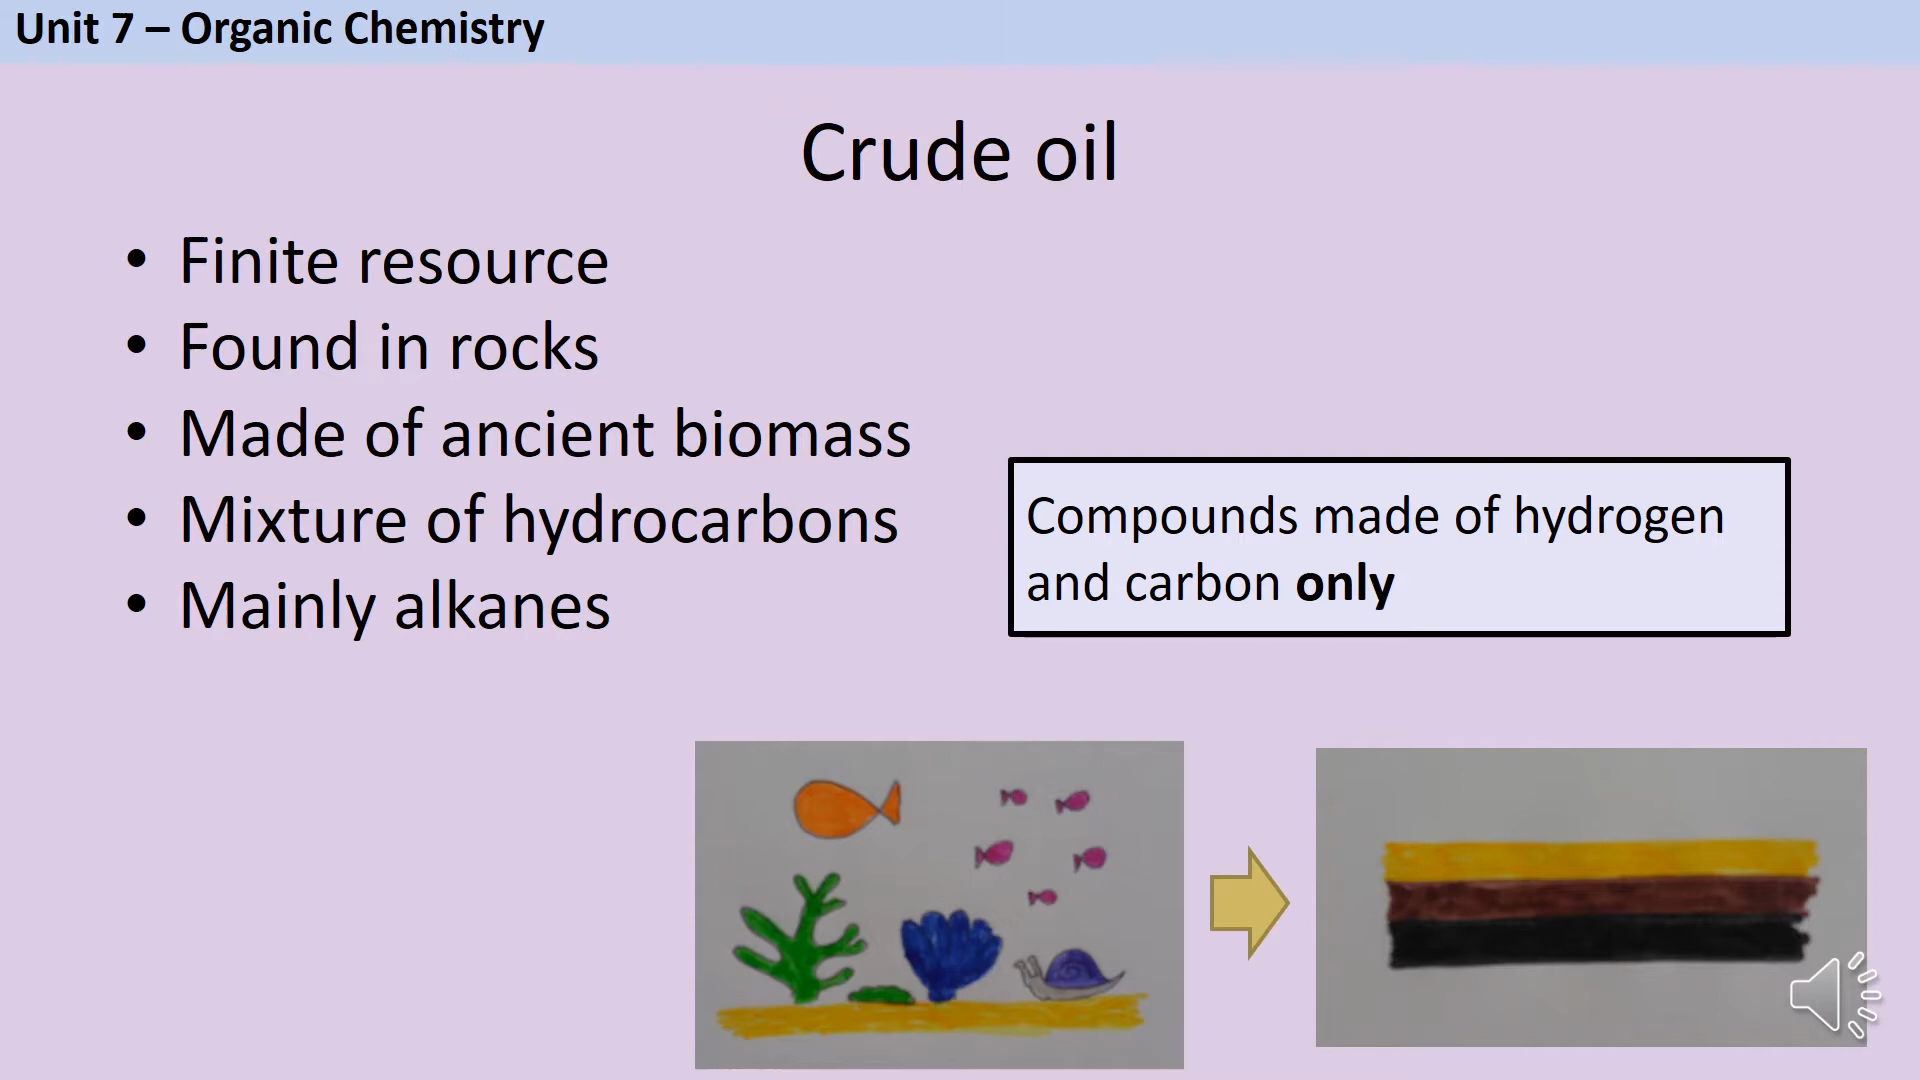 Unit 7 – Organic Chemistry
Crude oil
• Finite resource
• Found in rocks
• Made of ancient biomass
• Mixture of hydrocarbons
• Mainly alkanes
Compounds made of hydrogen
and carbon only